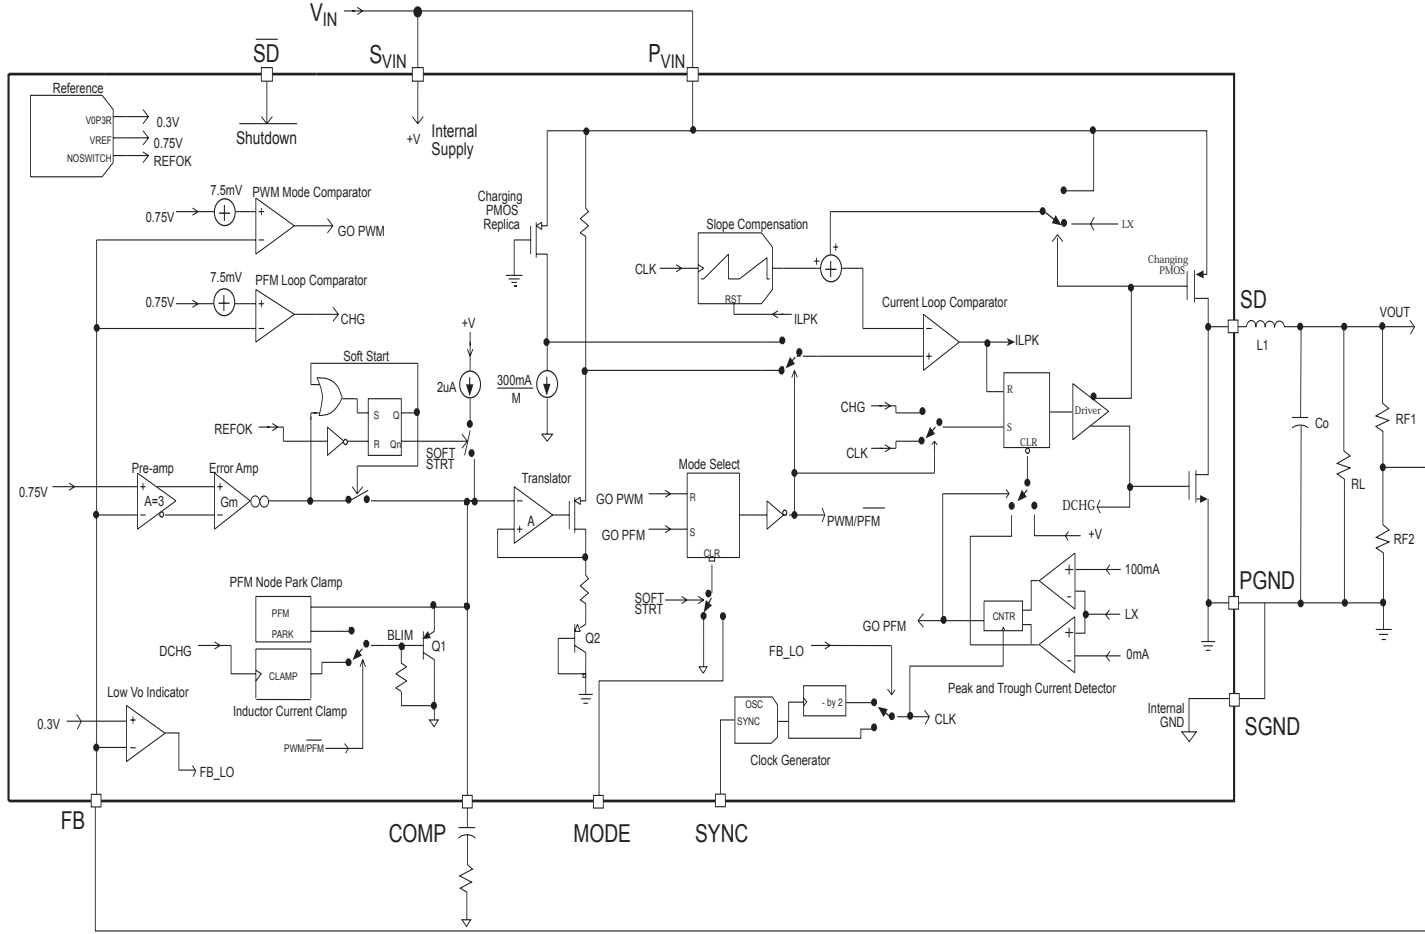 VIN
SD
SVIN
PVIN
Reference
V0P3R
0.3V
VREF
0.75V
NOSWITCH
REFOK
Shutdown
+V
Internal
Supply
7.5mV
PWM Mode Comparator
0.75V
+
+
−
GO PWM
Charging
PMOS
Replica
Slope Compensation
CLK
RST
ILPK
+
+
+
LX
Changing
PMOS
7.5mV
PFM Loop Comparator
0.75V
+
+
−
CHG
Current Loop Comparator
−
+
ILPK
SD
L1
VOUT
Soft Start
+V
2uA
300mA
M
S
Q
R
Qn
REFOK
SOFT
STRT
CHG
CLK
R
S
CLR
Driver
Co
RF1
RL
RF2
Pre-amp
Error Amp
0.75V
+
A=3
−
+
Gm
−
Translator
−
A
+
Mode Select
GO PWM
R
GO PFM
S
CLR
PWM/PFM
DCHG
+V
SOFT
STRT
PFM Node Park Clamp
PFM
PARK
BLIM
Q1
Q2
DCHG
CLAMP
Inductor Current Clamp
PWM/PFM
GO PFM
CNTR
+
−
100mA
LX
+
−
0mA
Peak and Trough Current Detector
PGND
FB_LO
Low Vo Indicator
0.3V
+
−
FB_LO
OSC
SYNC
- by 2
CLK
Clock Generator
Internal
GND
SGND
FB
COMP
MODE
SYNC